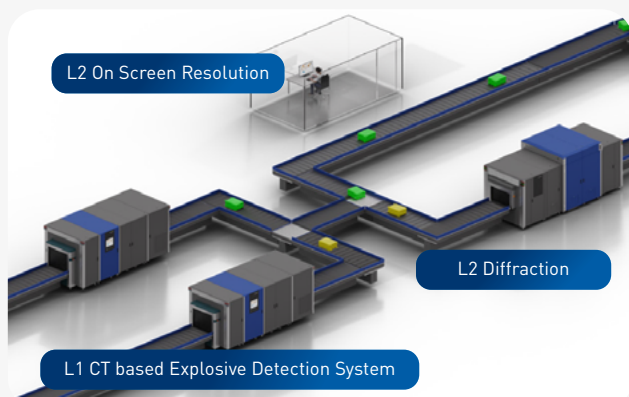 L2 On Screen Resolution
L2 Diffraction
L1 CT based Explosive Detection System